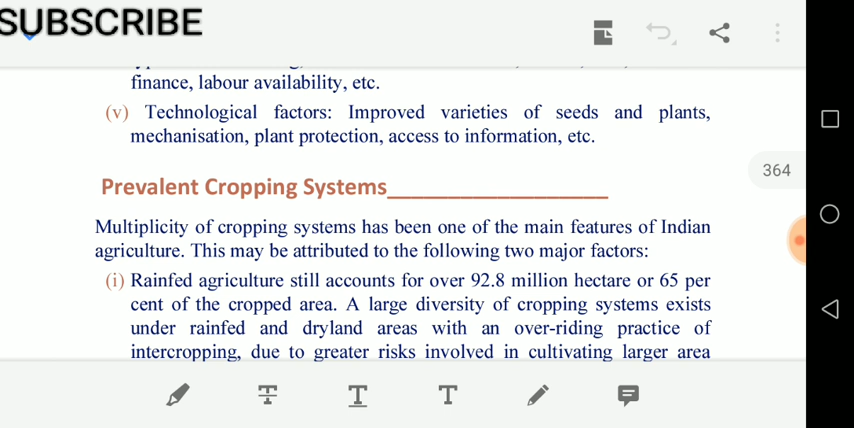 SUBSCRIBE
finance, labour availability, etc.
(v) Technological factors: Improved varieties of seeds and plants,
mechanisation, plant protection, access to information, etc.
364
Prevalent Cropping Systems
Multiplicity of cropping systems has been one of the main features of Indian
agriculture. This may be attributed to the following two major factors:
(i) Rainfed agriculture still accounts for over 92.8 million hectare or 65 per
cent of the cropped area. A large diversity of cropping systems exists
under rainfed and dryland areas with an over-riding practice of
intercropping, due to greater risks involved in cultivating larger area